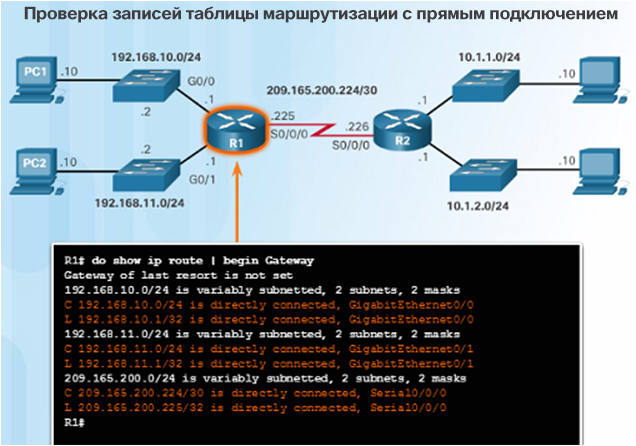 Проверка записей таблицы маршрутизации с прямым подключением
192.168.10.0/24
10.1.1.0/24
PC1
.10
G0/0
.10
.2
.1
209.165.200.224/30
.1
.225
.226
R1
S0/0/0
S0/0/0
R2
.2
.1
.1
PC2
.10
G0/1
.10
192.168.11.0/24
10.1.2.0/24
R1# do show ip route | begin Gateway
Gateway of last resort is not set
192.168.10.0/24 is variably subnetted, 2 subnets, 2 masks
C 192.168.10.0/24 is directly connected, GigabitEthernet0/0
L 192.168.10.1/32 is directly connected, GigabitEthernet0/0
192.168.11.0/24 is variably subnetted, 2 subnets, 2 masks
C 192.168.11.0/24 is directly connected, GigabitEthernet0/1
L 192.168.11.1/32 is directly connected, GigabitEthernet0/1
209.165.200.0/24 is variably subnetted, 2 subnets, 2 masks
C 209.165.200.224/30 is directly connected, Serial0/0/0
L 209.165.200.225/32 is directly connected, Serial0/0/0
R1#